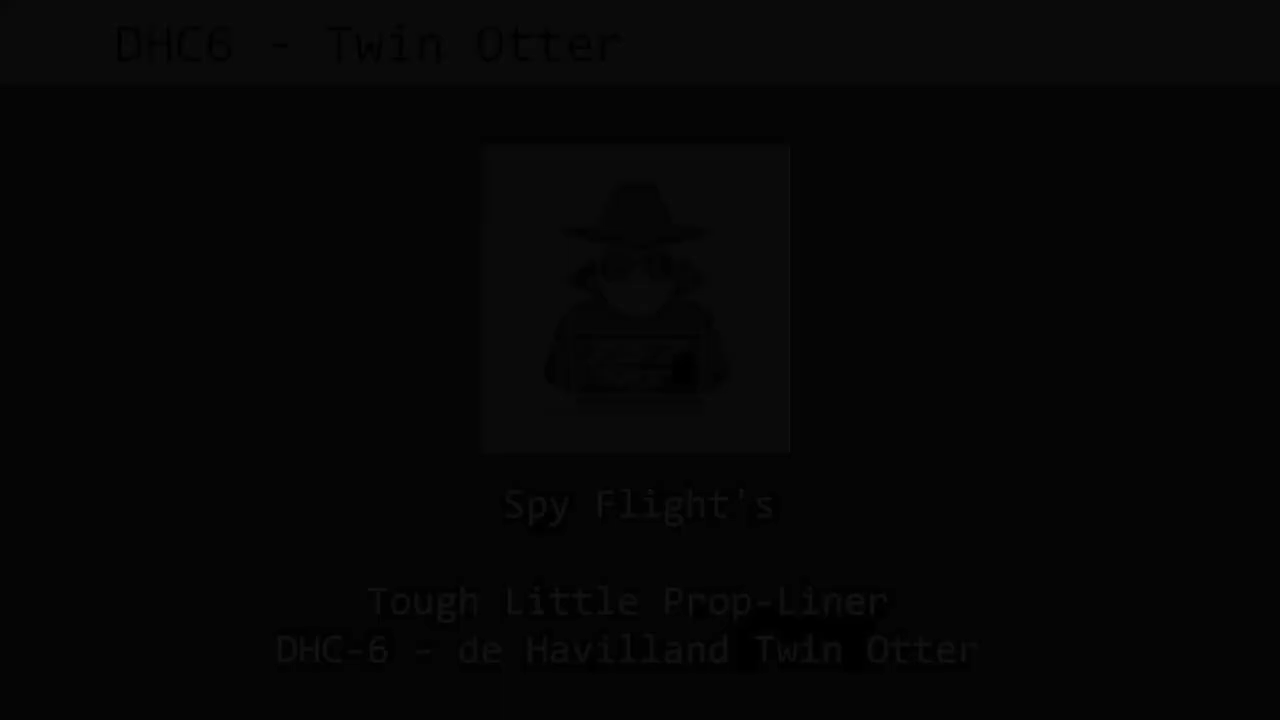 DHC6 - Twin Otter
Spy Flight's
Tough Little Prop-Liner
DHC-6 - de Havilland Twin Otter